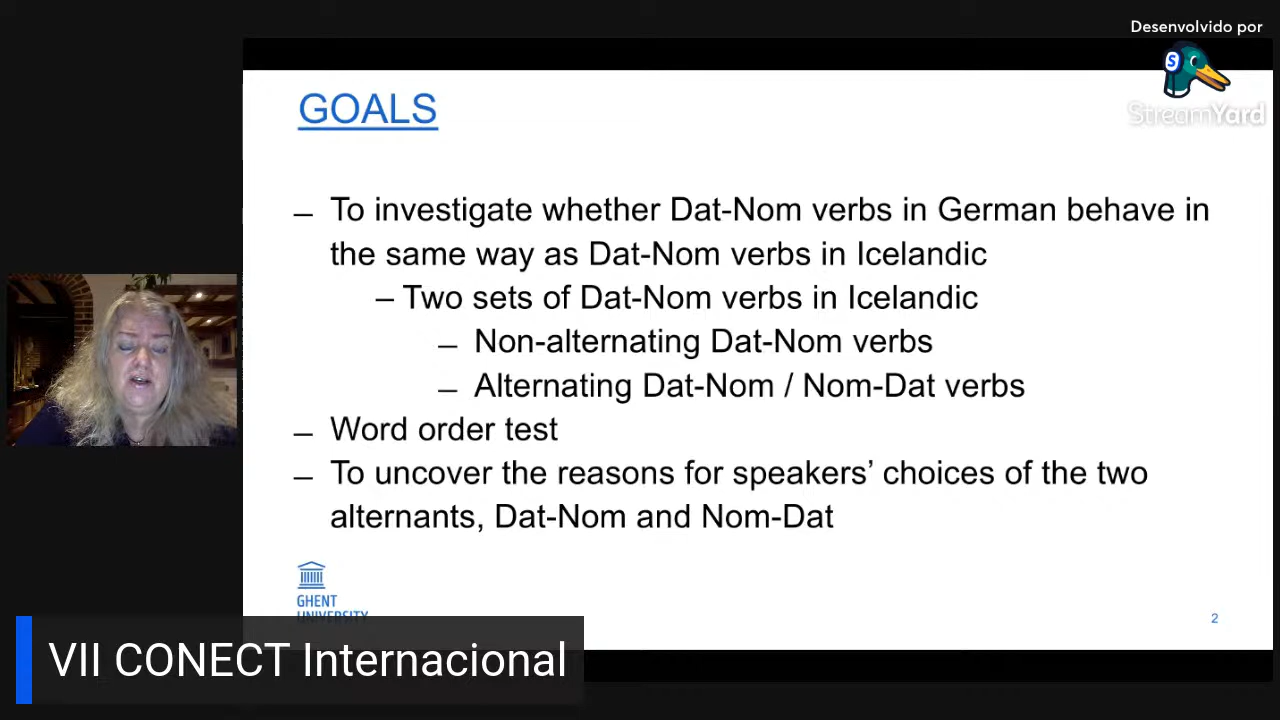 Desenvolvido por
StreamYard
GOALS
– To investigate whether Dat-Nom verbs in German behave in
the same way as Dat-Nom verbs in Icelandic
– Two sets of Dat-Nom verbs in Icelandic
– Non-alternating Dat-Nom verbs
– Alternating Dat-Nom / Nom-Dat verbs
– Word order test
– To uncover the reasons for speakers’ choices of the two
alternants, Dat-Nom and Nom-Dat
GHENT
UNIVERSITY
2
VII CONECT Internacional